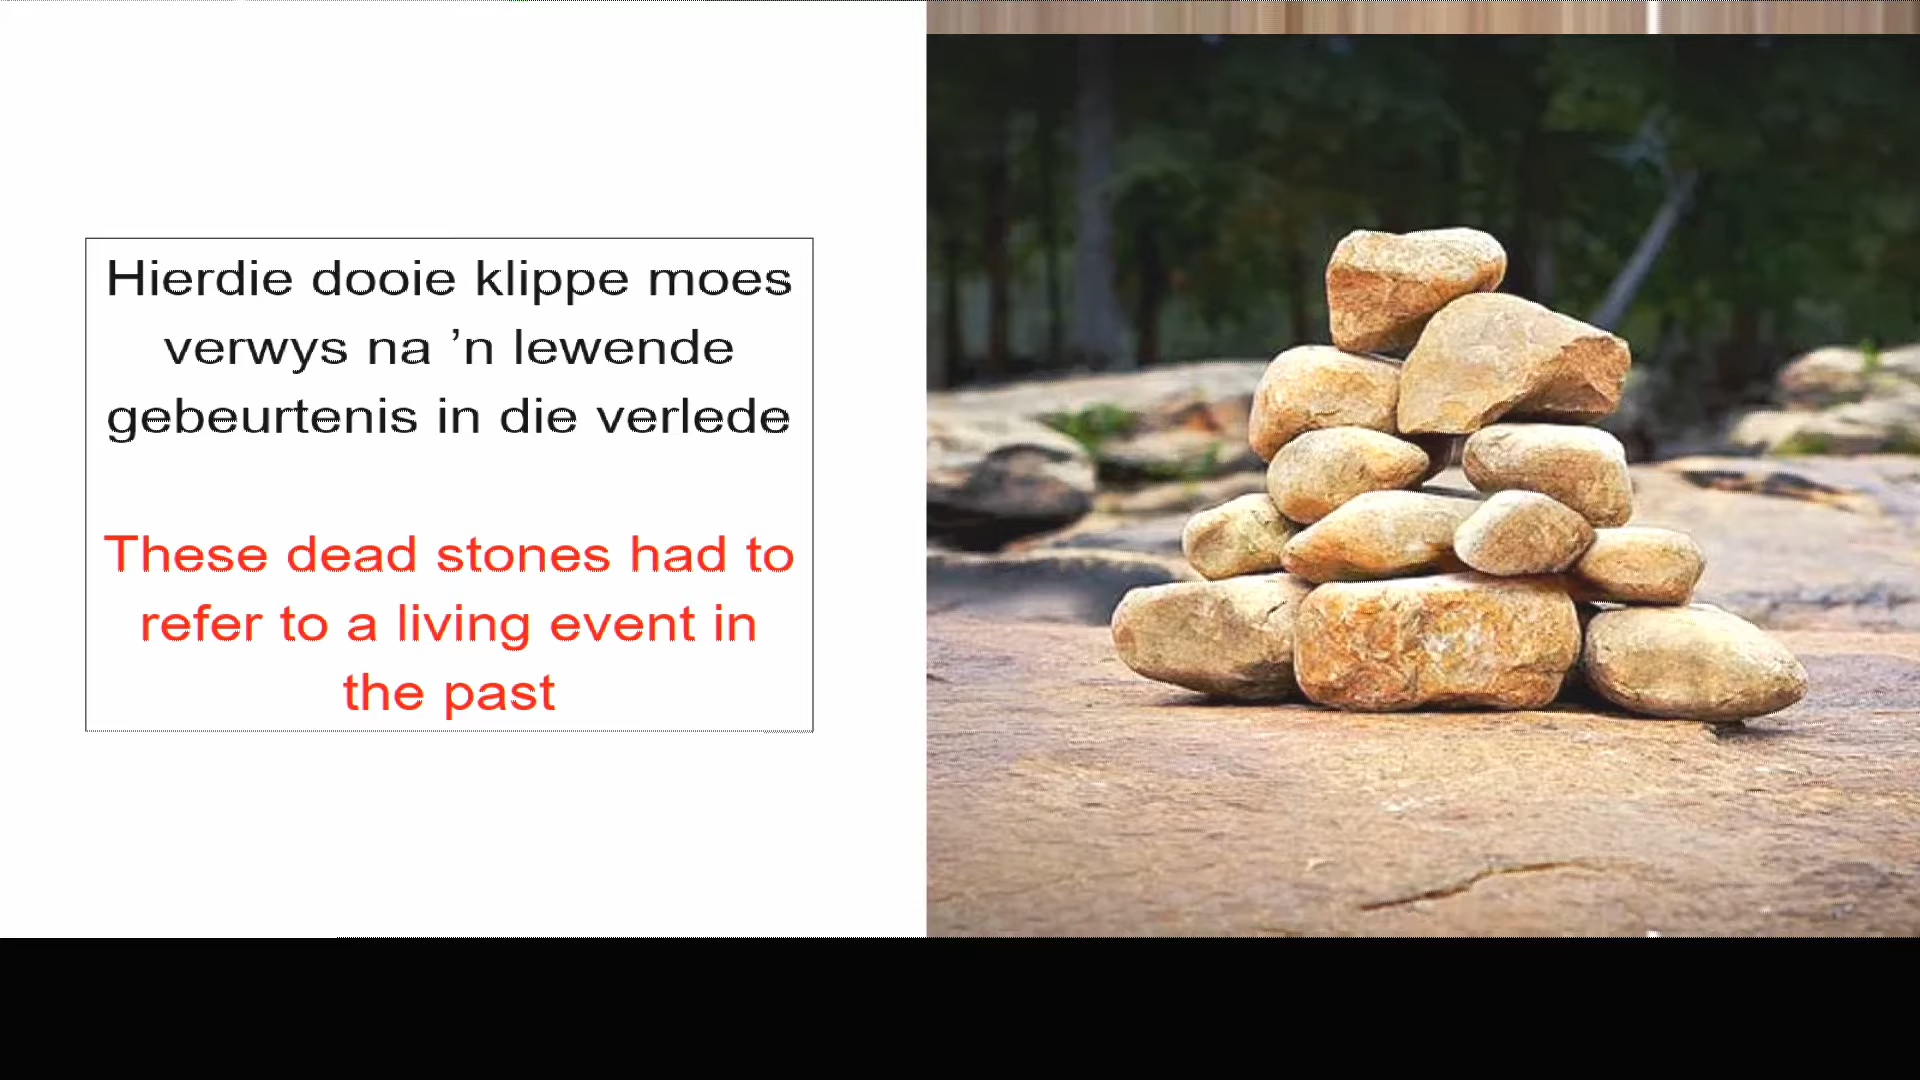 Hierdie dooie klippe moes
verwys na ’n lewende
gebeurtenis in die verlede
These dead stones had to
refer to a living event in
the past